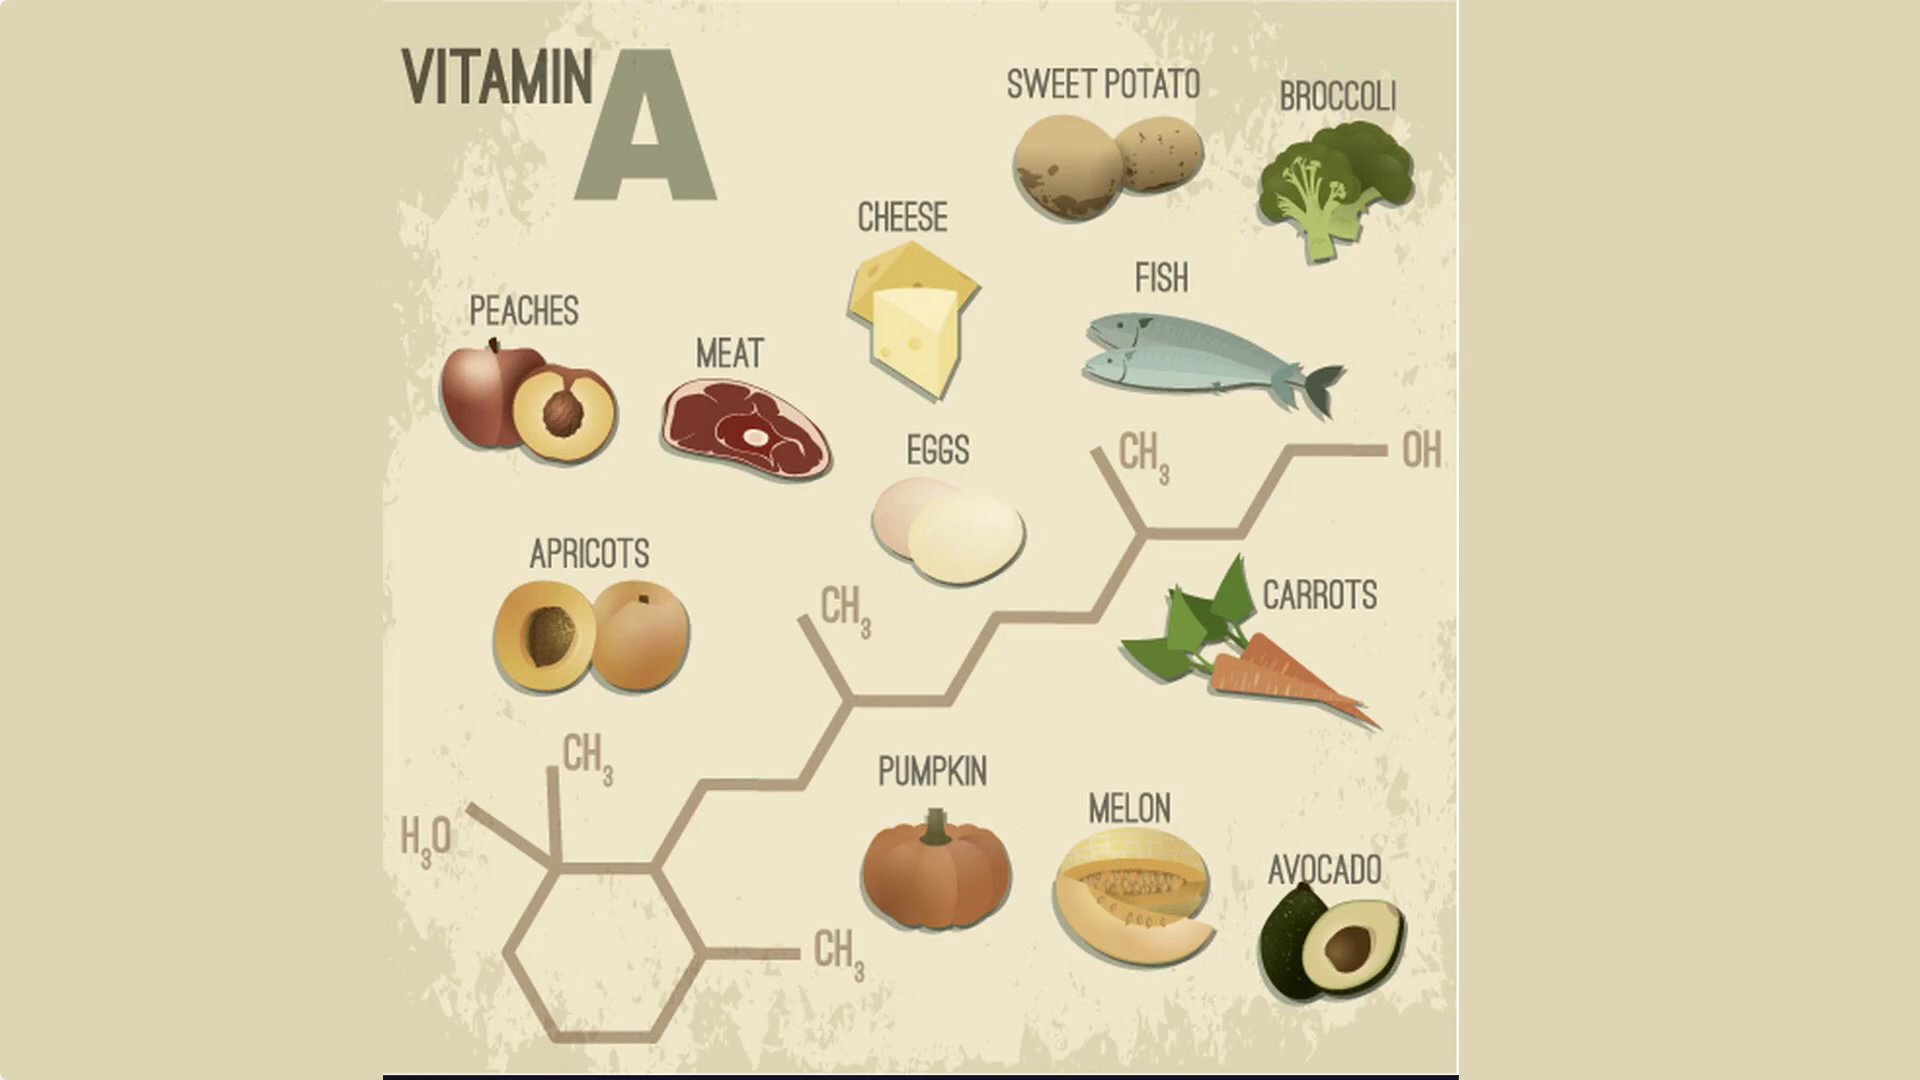 VITAMIN A
SWEET POTATO
BROCCOLI
CHEESE
FISH
PEACHES
MEAT
EGGS
CH3
OH
APRICOTS
CH3
CARROTS
CH3
H3O
PUMPKIN
MELON
AVOCADO
CH3